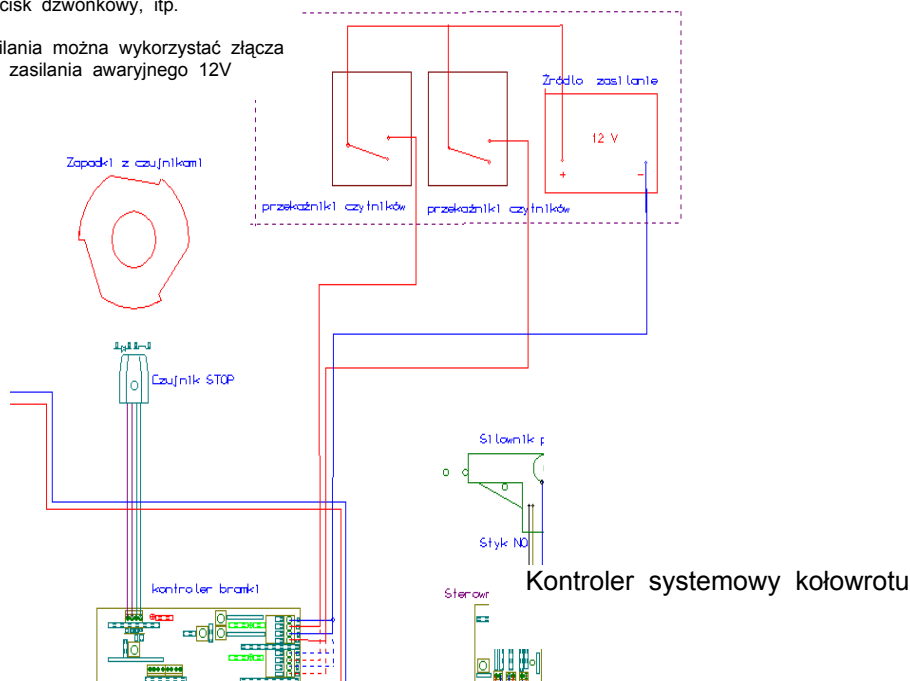 cisk dzwonkowy, itp.
ilania można wykorzystać złącza
zasilania awaryjnego 12V
Źródło zasilanie
12 V
+
-
Zapadki z czujnikami
przekaźniki czytników
przekaźniki czytników
Czujnik STOP
Siłownik p
Styk NO
kontroler bramki
Sterowr
Kontroler systemowy kołowrotu